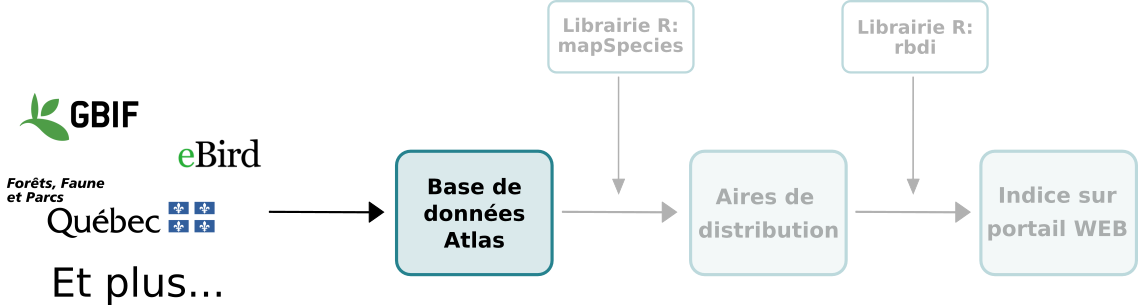 GBIF
eBird
Forêts, Faune
et Parcs
Québec
Et plus...
Base de
données
Atlas
Librairie R:
mapSpecies
Aires de
distribution
Librairie R:
rbdi
Indice sur
portail WEB